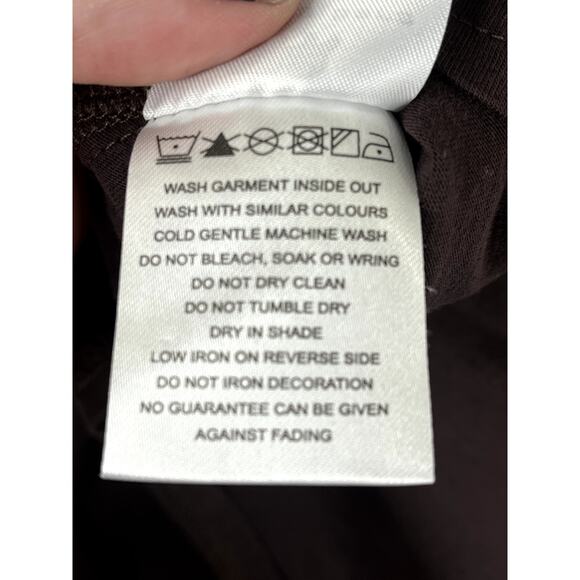 WASH GARMENT INSIDE OUT
WASH WITH SIMILAR COLOURS
COLD GENTLE MACHINE WASH
DO NOT BLEACH, SOAK OR WRING
DO NOT DRY CLEAN
DO NOT TUMBLE DRY
DRY IN SHADE
LOW IRON ON REVERSE SIDE
DO NOT IRON DECORATION
NO GUARANTEE CAN BE GIVEN
AGAINST FADING